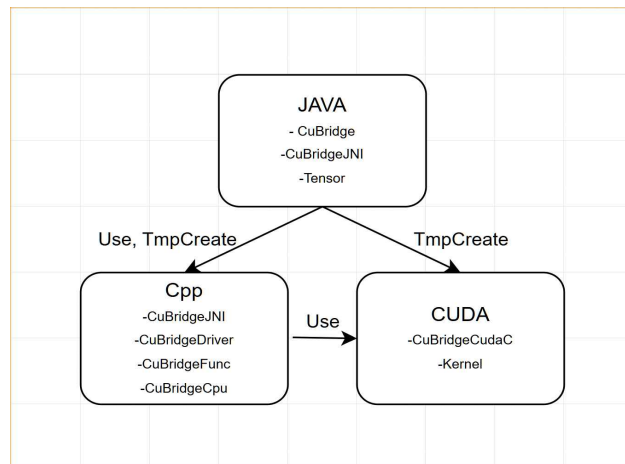 JAVA
- CuBridge
-CuBridgeJNI
-Tensor
Use, TmpCreate
TmpCreate
Cpp
-CuBridgeJNI
-CuBridgeDriver
-CuBridgeFunc
-CuBridgeCpu
Use
CUDA
-CuBridgeCudaC
-Kernel